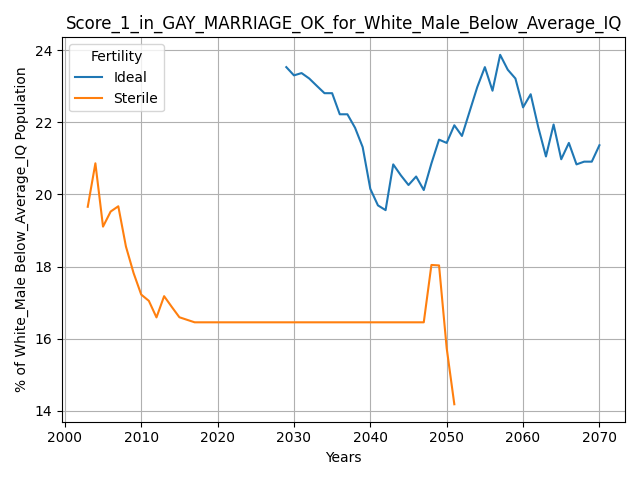 Score_1_in_GAY_MARRIAGE_OK_for_White_Male_Below_Average_IQ
% of White_Male Below_Average_IQ Population
24
22
20
18
16
14
Fertility
Ideal
Sterile
2000 2010 2020 2030 2040 2050 2060 2070
Years